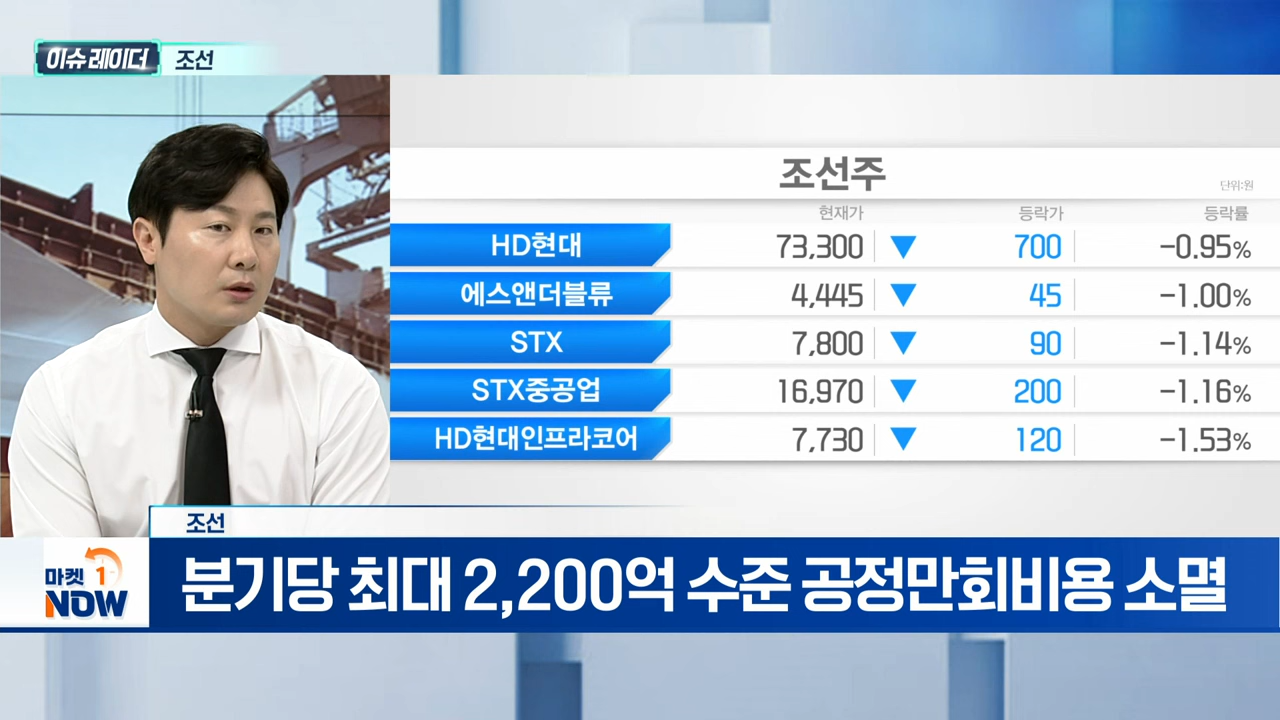 이슈 레이더 조선
조선주
단위:원
현재가 등락가 등락률
HD현대 73,300 ▼ 700 -0.95%
에스앤더블류 4,445 ▼ 45 -1.00%
STX 7,800 ▼ 90 -1.14%
STX중공업 16,970 ▼ 200 -1.16%
HD현대인프라코어 7,730 ▼ 120 -1.53%
조선
마켓 1
NOW
분기당 최대 2,200억 수준 공정만회비용 소멸